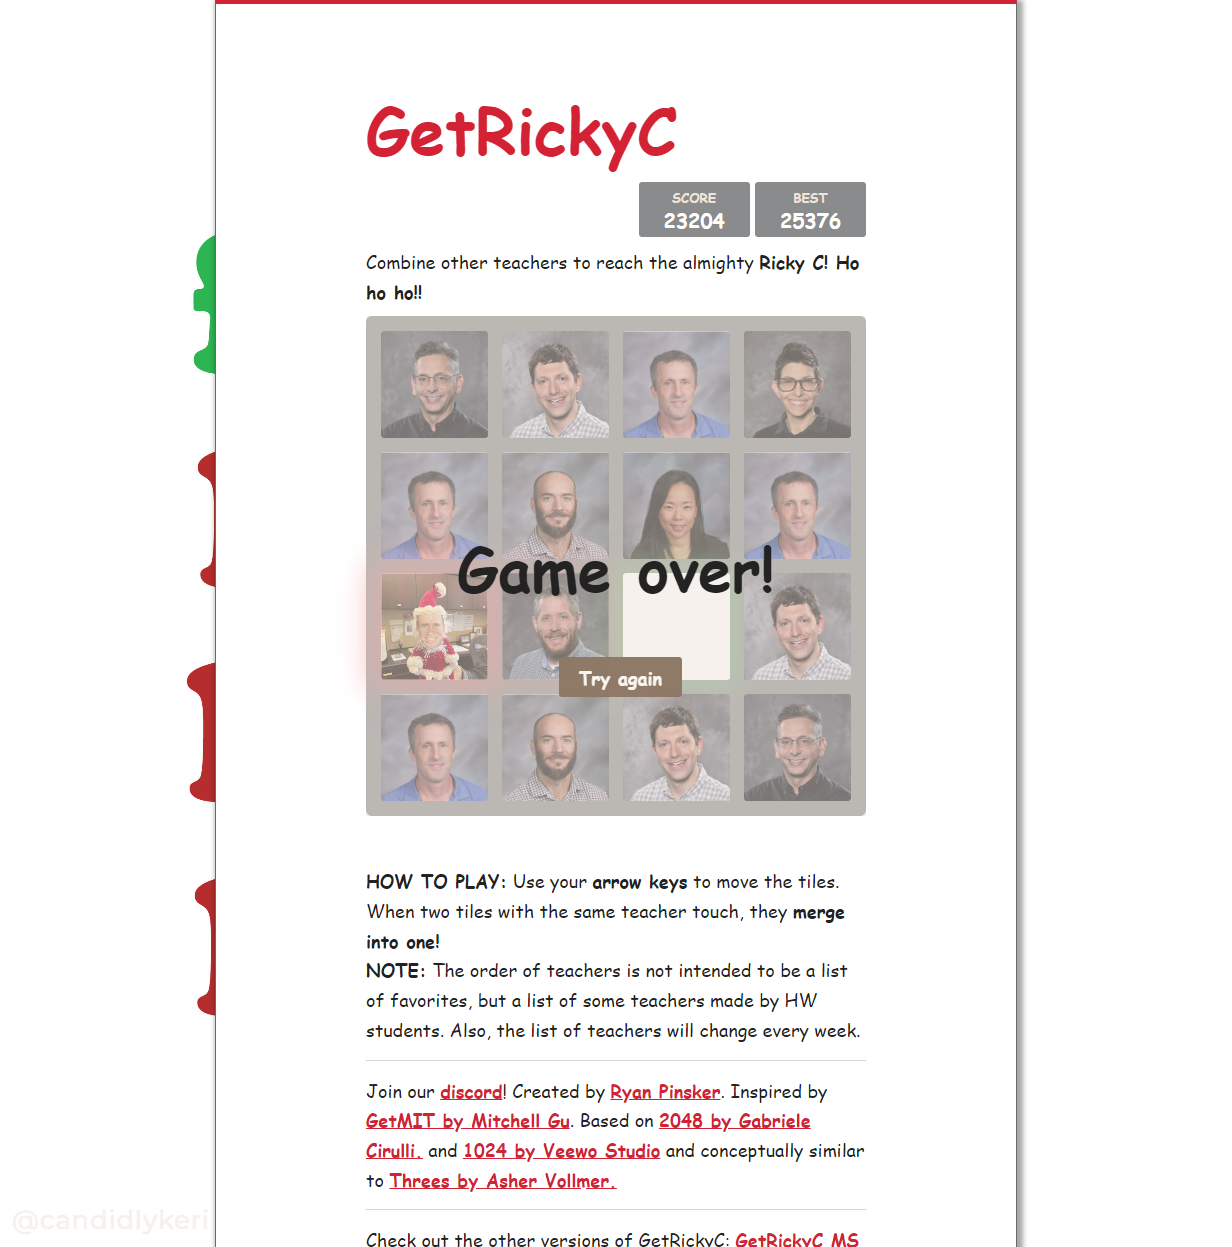 GetRickyC
SCORE
23204
BEST
25376
Combine other teachers to reach the almighty Ricky C! Ho
ho ho!!
Game over!
Try again
HOW TO PLAY: Use your arrow keys to move the tiles.
When two tiles with the same teacher touch, they merge
into one!
NOTE: The order of teachers is not intended to be a list
of favorites, but a list of some teachers made by HW
students. Also, the list of teachers will change every week.
Join our discord! Created by Ryan Pinsker. Inspired by
GetMIT by Mitchell Gu. Based on 2048 by Gabriele
Cirulli. and 1024 by Veewo Studio and conceptually similar
to Threes by Asher Vollmer.
Check out the other versions of GetRickyC: GetRickyC MS
@candidlykeri